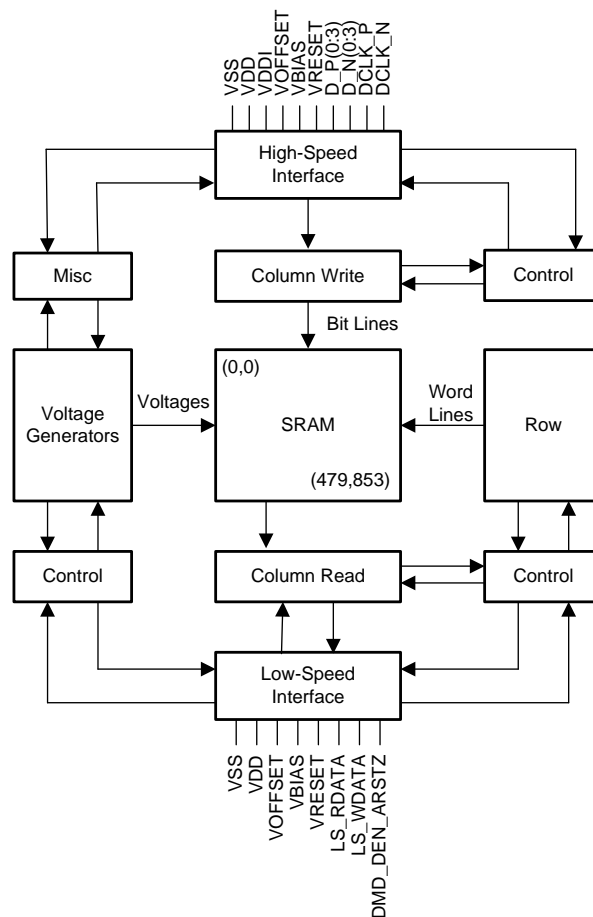 VSS
VDD
VDDI
VOFFSET
VBIAS
VRESET
D_P(0:3)
D_N(0:3)
DCLK_P
DCLK_N
High-Speed
Interface
Misc
Column Write
Control
Bit Lines
(0,0)
Voltage
Generators
Voltages
SRAM
Word
Lines
Row
(479,853)
Control
Column Read
Control
Low-Speed
Interface
VSS
VDD
VOFFSET
VBIAS
VRESET
LS_RDATA
LS_WDATA
DMD_DEN_ARSTZ